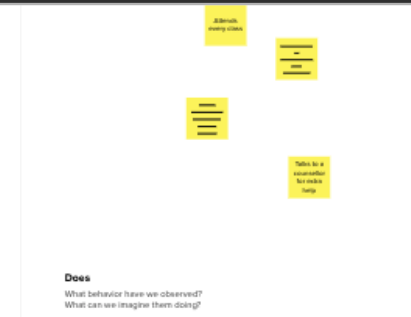 Attends
every class
Talks to a
counsellor
for extra
help
Does
What behavior have we observed?
What can we imagine them doing?